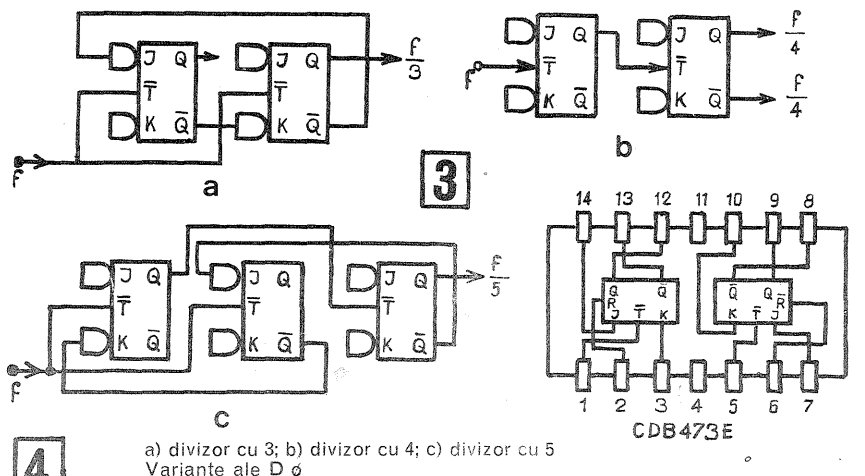 J Q
T̅
K Q̅
J Q
T̅
K Q̅
f/3
f
a
J Q
T̅
K Q̅
J Q
T̅
K Q̅
f/4
f/4
f
b
3
J Q
T̅
K Q̅
J Q
T̅
K Q̅
J Q
T̅
K Q̅
f/5
f
c
14 13 12 11 10 9 8
Q Q̅
R
J T̅ K
Q̅ Q
R̅
K T̅ J
1 2 3 4 5 6 7
CDB473E
4
a) divizor cu 3; b) divizor cu 4; c) divizor cu 5
Variante ale D ø